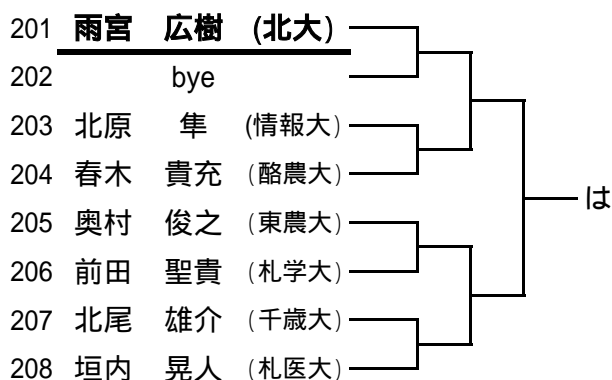 201 雨宮 広樹 (北大)
202 bye
203 北原 隼 (情報大)
204 春木 貴充 (酪農大)
205 奥村 俊之 (東農大)
206 前田 聖貴 (札学大)
207 北尾 雄介 (千歳大)
208 垣内 晃人 (札医大)
は